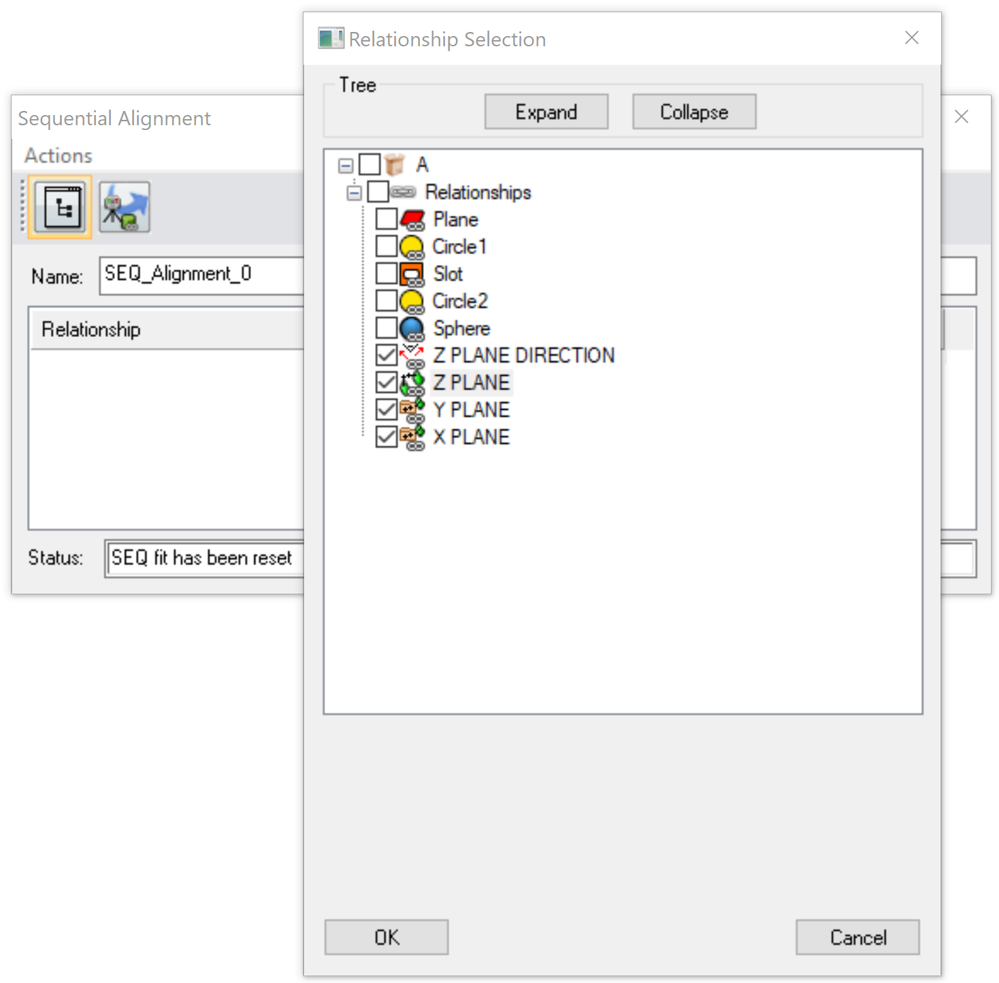 Relationship Selection
Tree
Expand
Collapse
A
Relationships
Plane
Circle1
Slot
Circle2
Sphere
Z PLANE DIRECTION
Z PLANE
Y PLANE
X PLANE
OK
Cancel
Sequential Alignment
Actions
Name:
SEQ_Alignment_0
Relationship
Status:
SEQ fit has been reset